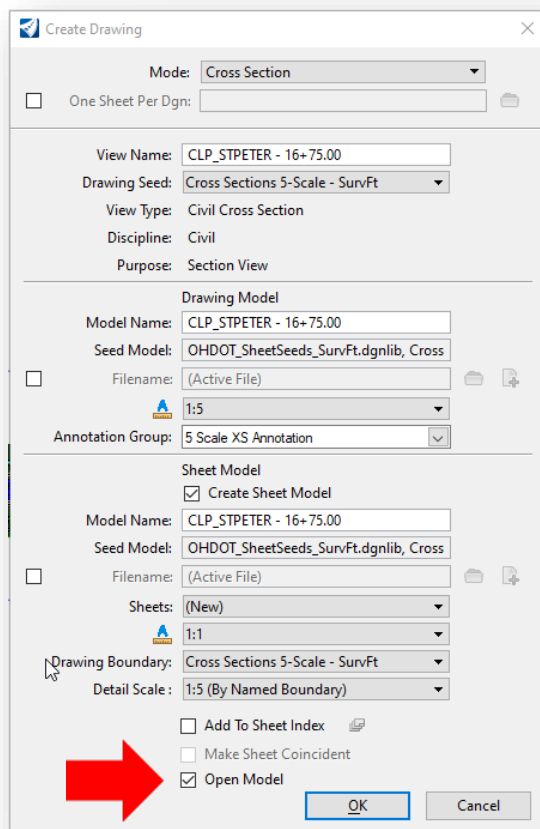 Create Drawing
Mode: Cross Section
One Sheet Per Dgn:
View Name: CLP_STPETER - 16+75.00
Drawing Seed: Cross Sections 5-Scale - SurvFt
View Type: Civil Cross Section
Discipline: Civil
Purpose: Section View
Drawing Model
Model Name: CLP_STPETER - 16+75.00
Seed Model: OHDOT_SheetSeeds_SurvFt.dgnlib, Cross
Filename: (Active File)
A 1:5
Annotation Group: 5 Scale XS Annotation
Sheet Model
Create Sheet Model
Model Name: CLP_STPETER - 16+75.00
Seed Model: OHDOT_SheetSeeds_SurvFt.dgnlib, Cross
Filename: (Active File)
Sheets: (New)
A 1:1
Drawing Boundary: Cross Sections 5-Scale - SurvFt
Detail Scale : 1:5 (By Named Boundary)
Add To Sheet Index
Make Sheet Coincident
Open Model
OK Cancel